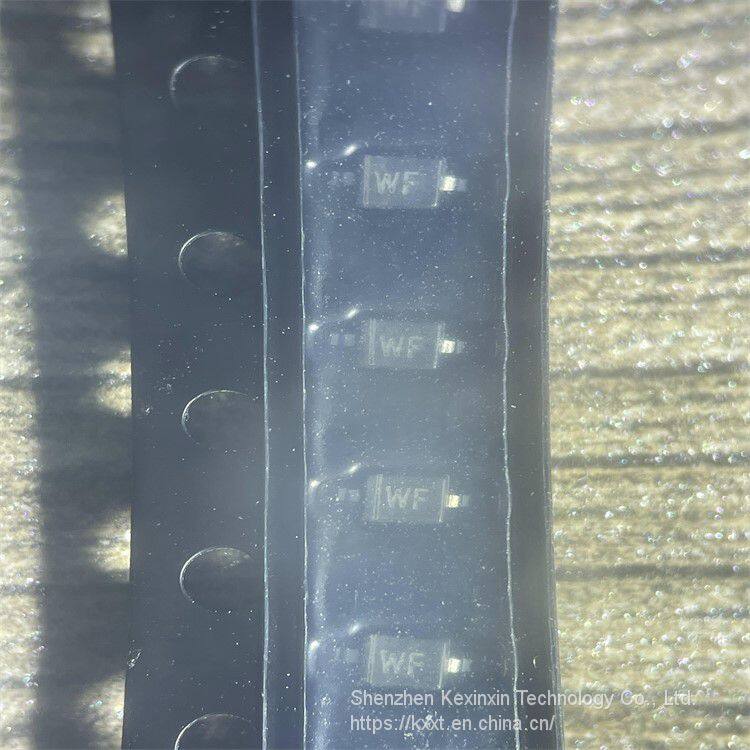 WF
WF
WF
WF
Shenzhen Kexinxin Technology Co., Ltd.
https://kxxt.en.china.cn/